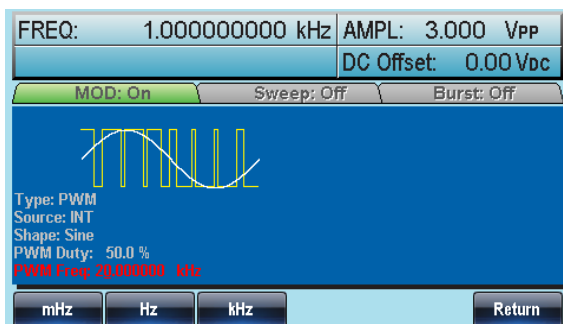 FREQ: 1.000000000 kHz
AMPL: 3.000 VPP
DC Offset: 0.00 VDC
MOD: On
Sweep: Off
Burst: Off
Type: PWM
Source: INT
Shape: Sine
PWM Duty: 50.0 %
PWM Freq: 20.000000 kHz
mHz
Hz
kHz
Return